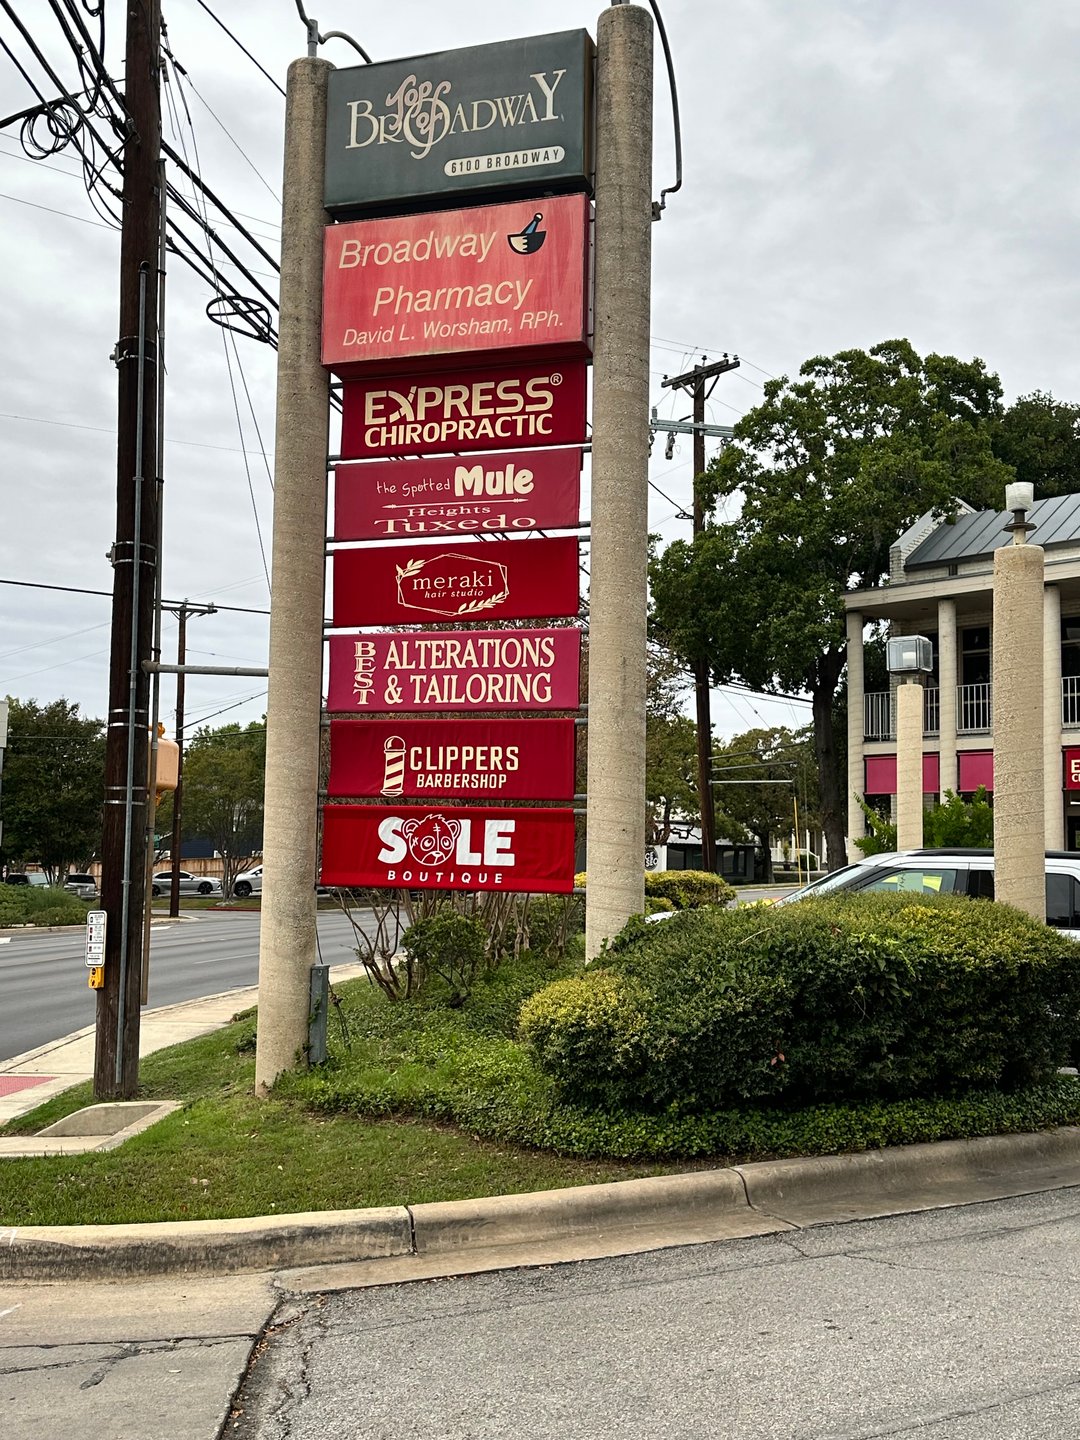 Top of
BROADWAY
6100 BROADWAY
Broadway
Pharmacy
David L. Worsham, RPh.
EXPRESS®
CHIROPRACTIC
the Spotted Mule
Heights
Tuxedo
meraki
hair studio
BEST ALTERATIONS
& TAILORING
CLIPPERS
BARBERSHOP
SOLE
BOUTIQUE